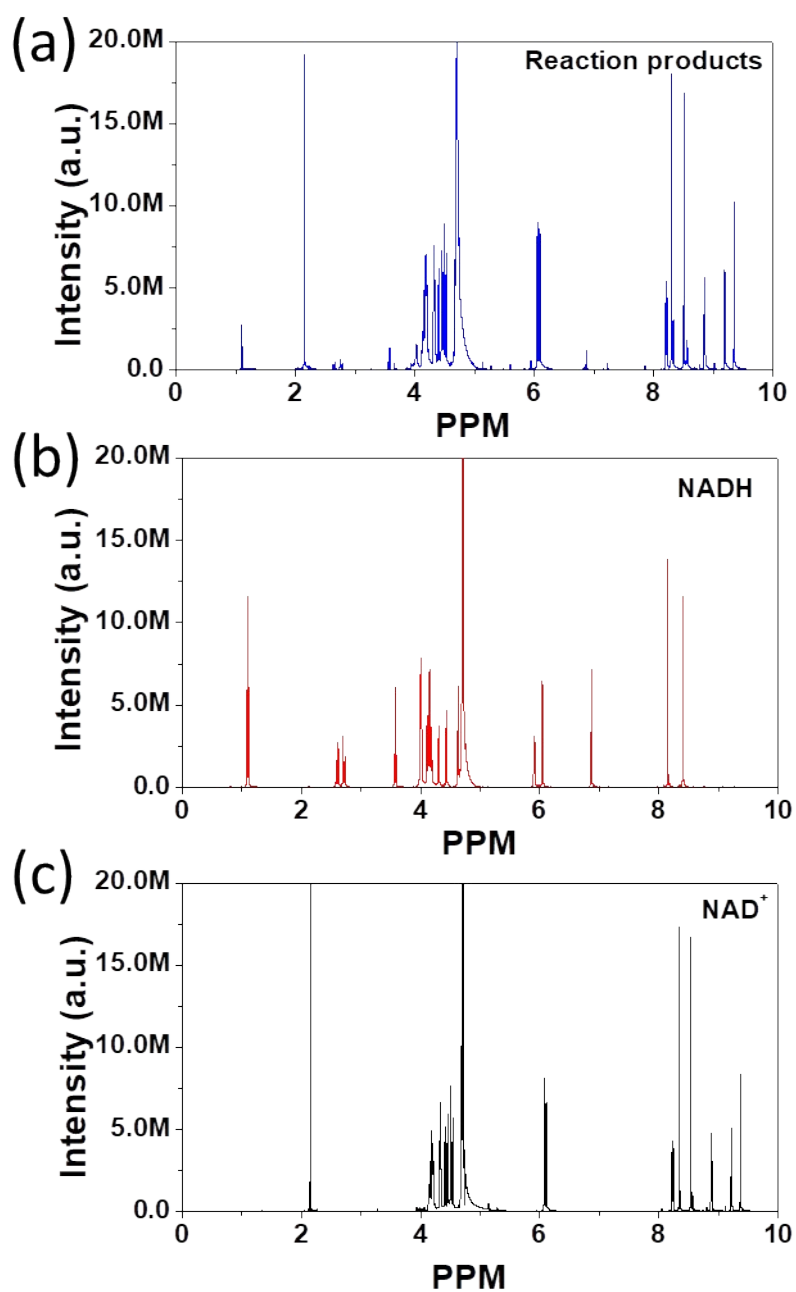 (a)
Reaction products
Intensity (a.u.)
20.0M
15.0M
10.0M
5.0M
0.0
0 2 4 6 8 10
PPM
(b)
NADH
Intensity (a.u.)
20.0M
15.0M
10.0M
5.0M
0.0
0 2 4 6 8 10
PPM
(c)
NAD⁺
Intensity (a.u.)
20.0M
15.0M
10.0M
5.0M
0.0
0 2 4 6 8 10
PPM